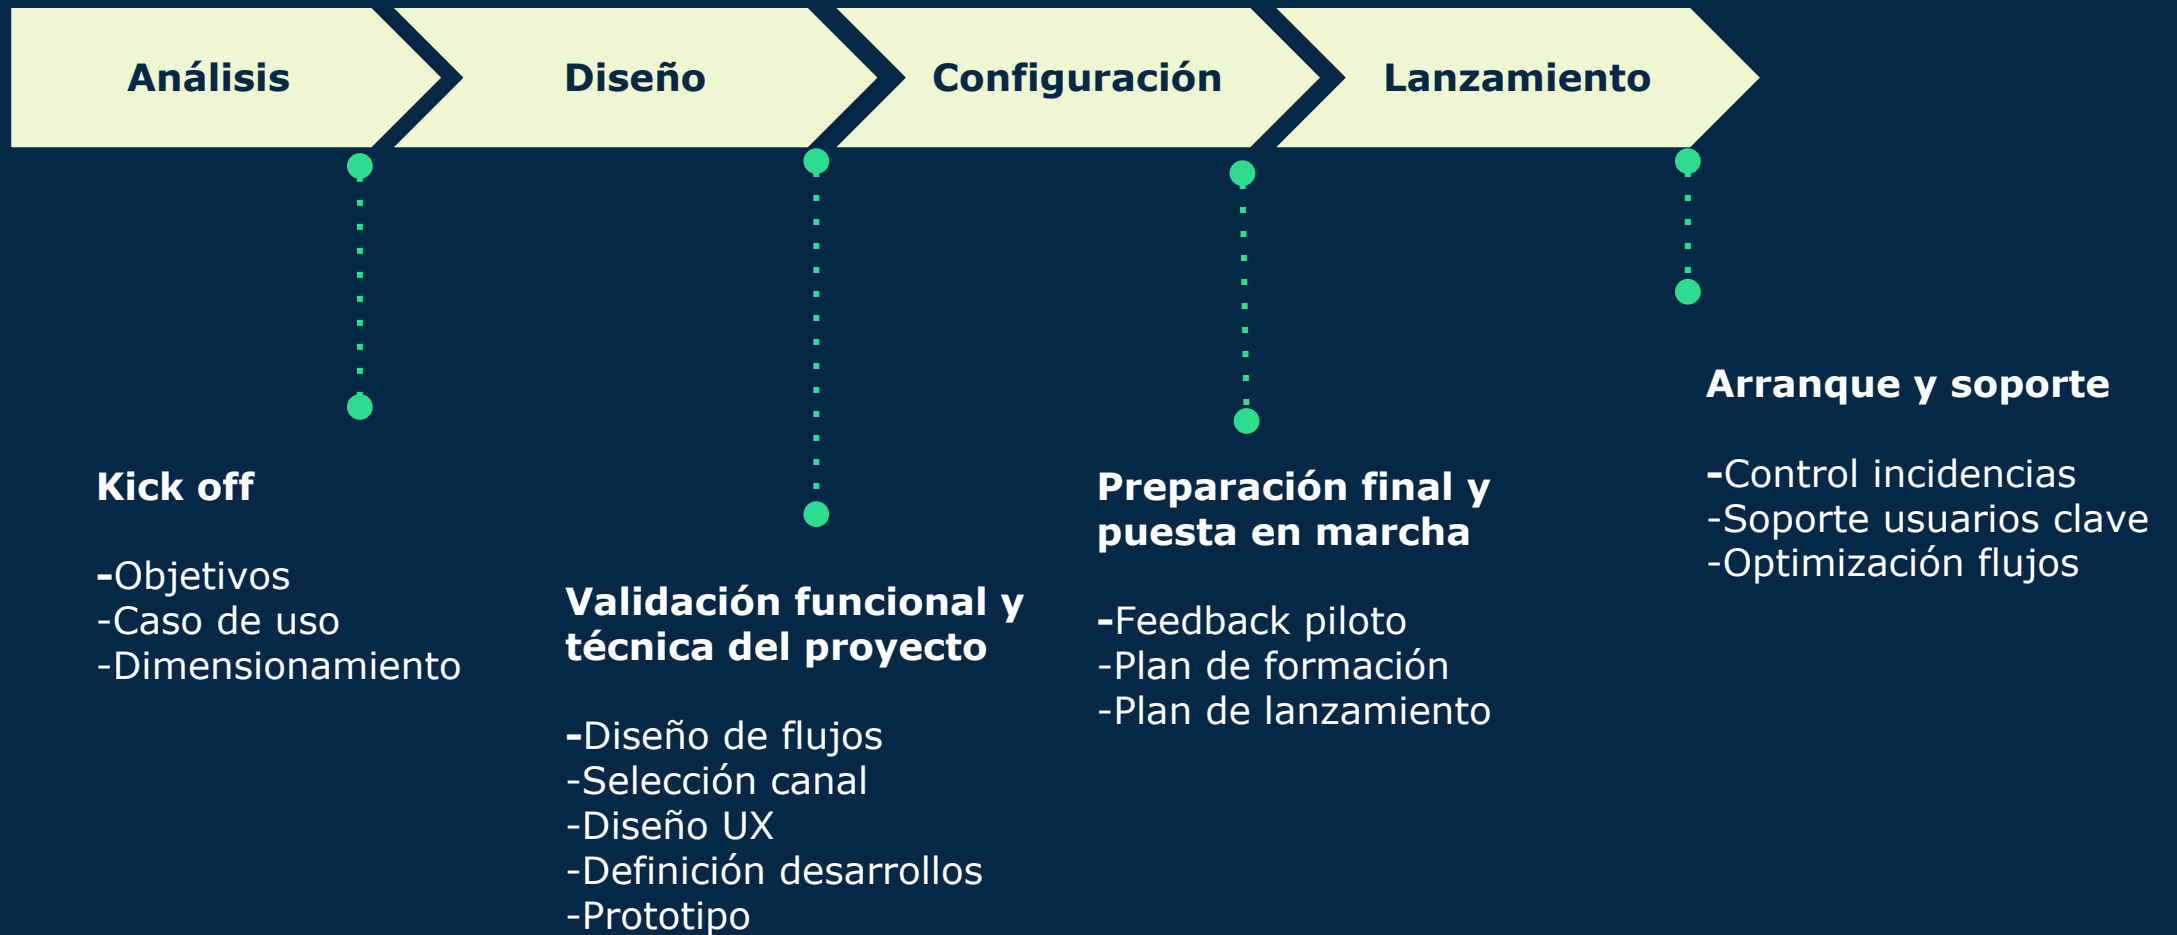 Análisis
Diseño
Configuración
Lanzamiento
Kick off
-Objetivos
-Caso de uso
-Dimensionamiento
Validación funcional y
técnica del proyecto
-Diseño de flujos
-Selección canal
-Diseño UX
-Definición desarrollos
-Prototipo
Preparación final y
puesta en marcha
-Feedback piloto
-Plan de formación
-Plan de lanzamiento
Arranque y soporte
-Control incidencias
-Soporte usuarios clave
-Optimización flujos